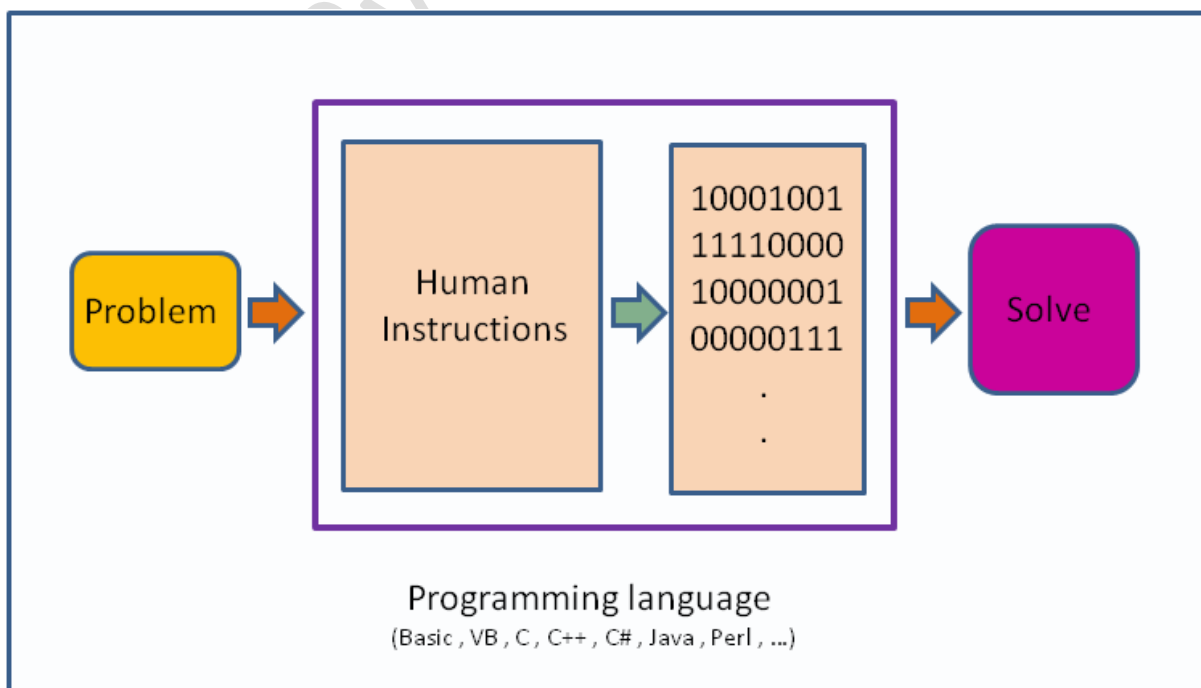 Problem
Human
Instructions
10001001
11110000
10000001
00000111
.
.
Solve
Programming language
(Basic , VB , C , C++ , C# , Java , Perl , ...)